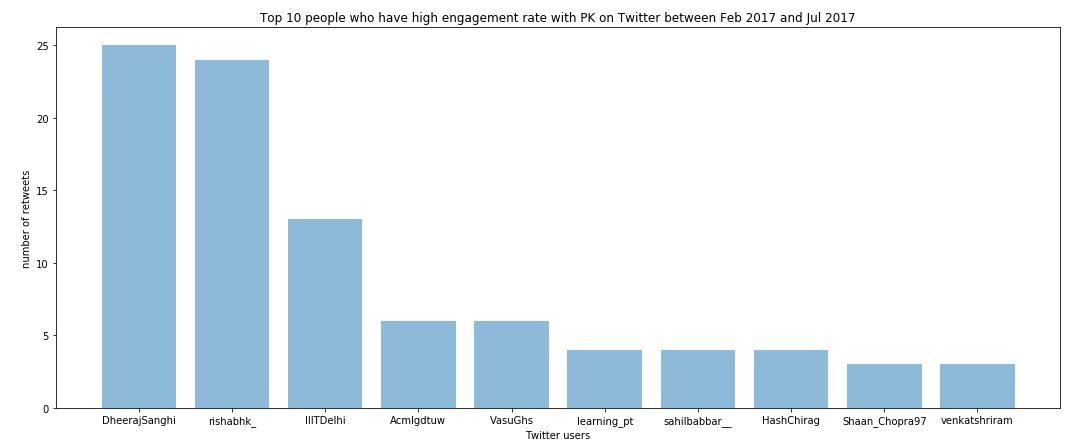 Top 10 people who have high engagement rate with PK on Twitter between Feb 2017 and Jul 2017
25
20
15
10
5
0
number of retweets
DheerajSanghi rishabhk_ IIITDelhi AcmIgdtuw VasuGhs learning_pt sahilbabbar__ HashChirag Shaan_Chopra97 venkatshriram
Twitter users